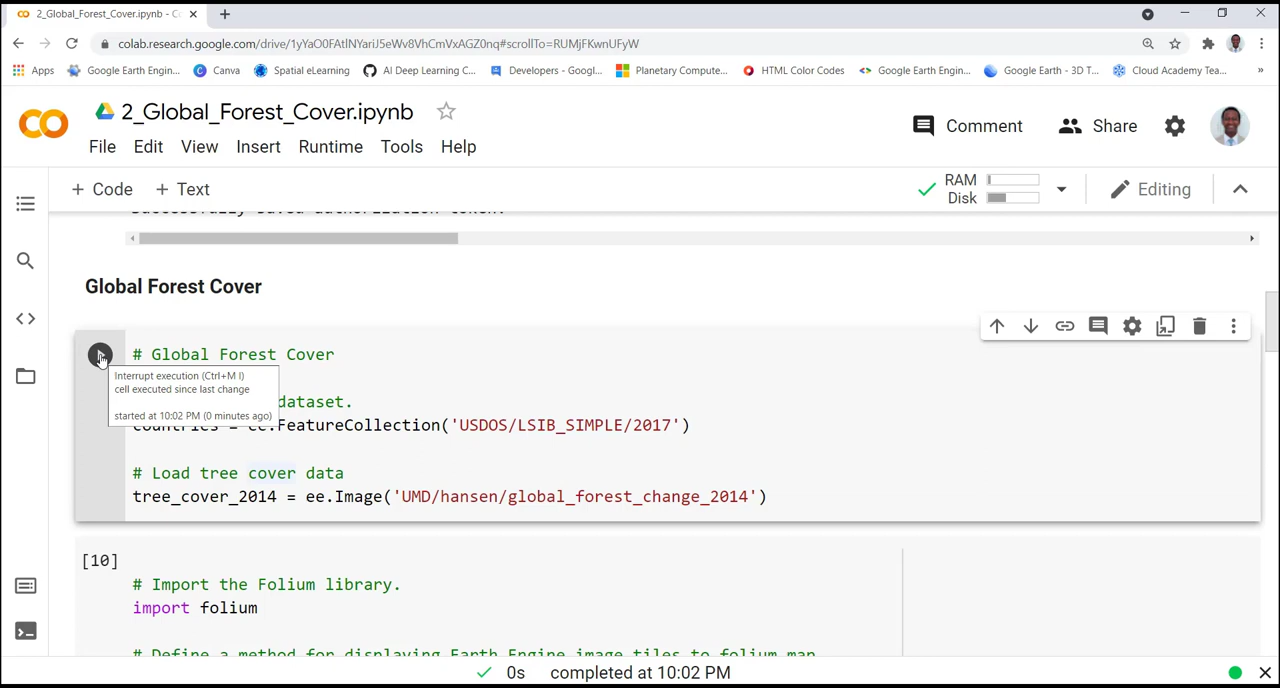 2_Global_Forest_Cover.ipynb - C
colab.research.google.com/drive/1yYaO0FAtlNYariJ5eWv8VhCmVxAGZ0nq#scrollTo=RUMjFKwnUFyW
Apps Google Earth Engin... Canva Spatial eLearning AI Deep Learning C... Developers - Googl... Planetary Compute... HTML Color Codes Google Earth Engin... Google Earth - 3D T... Cloud Academy Tea... »
2_Global_Forest_Cover.ipynb
Comment Share
File Edit View Insert Runtime Tools Help
+ Code + Text
RAM
Disk
Editing
Successfully saved authorization token.
Global Forest Cover
# Global Forest Cover
Interrupt execution (Ctrl+M I)
cell executed since last change
dataset.
started at 10:02 PM (0 minutes ago)
countries = ee.FeatureCollection('USDOS/LSIB_SIMPLE/2017')
# Load tree cover data
tree_cover_2014 = ee.Image('UMD/hansen/global_forest_change_2014')
[10]
# Import the Folium library.
import folium
# Define a method for displaying Earth Engine image tiles to folium map.
0s completed at 10:02 PM